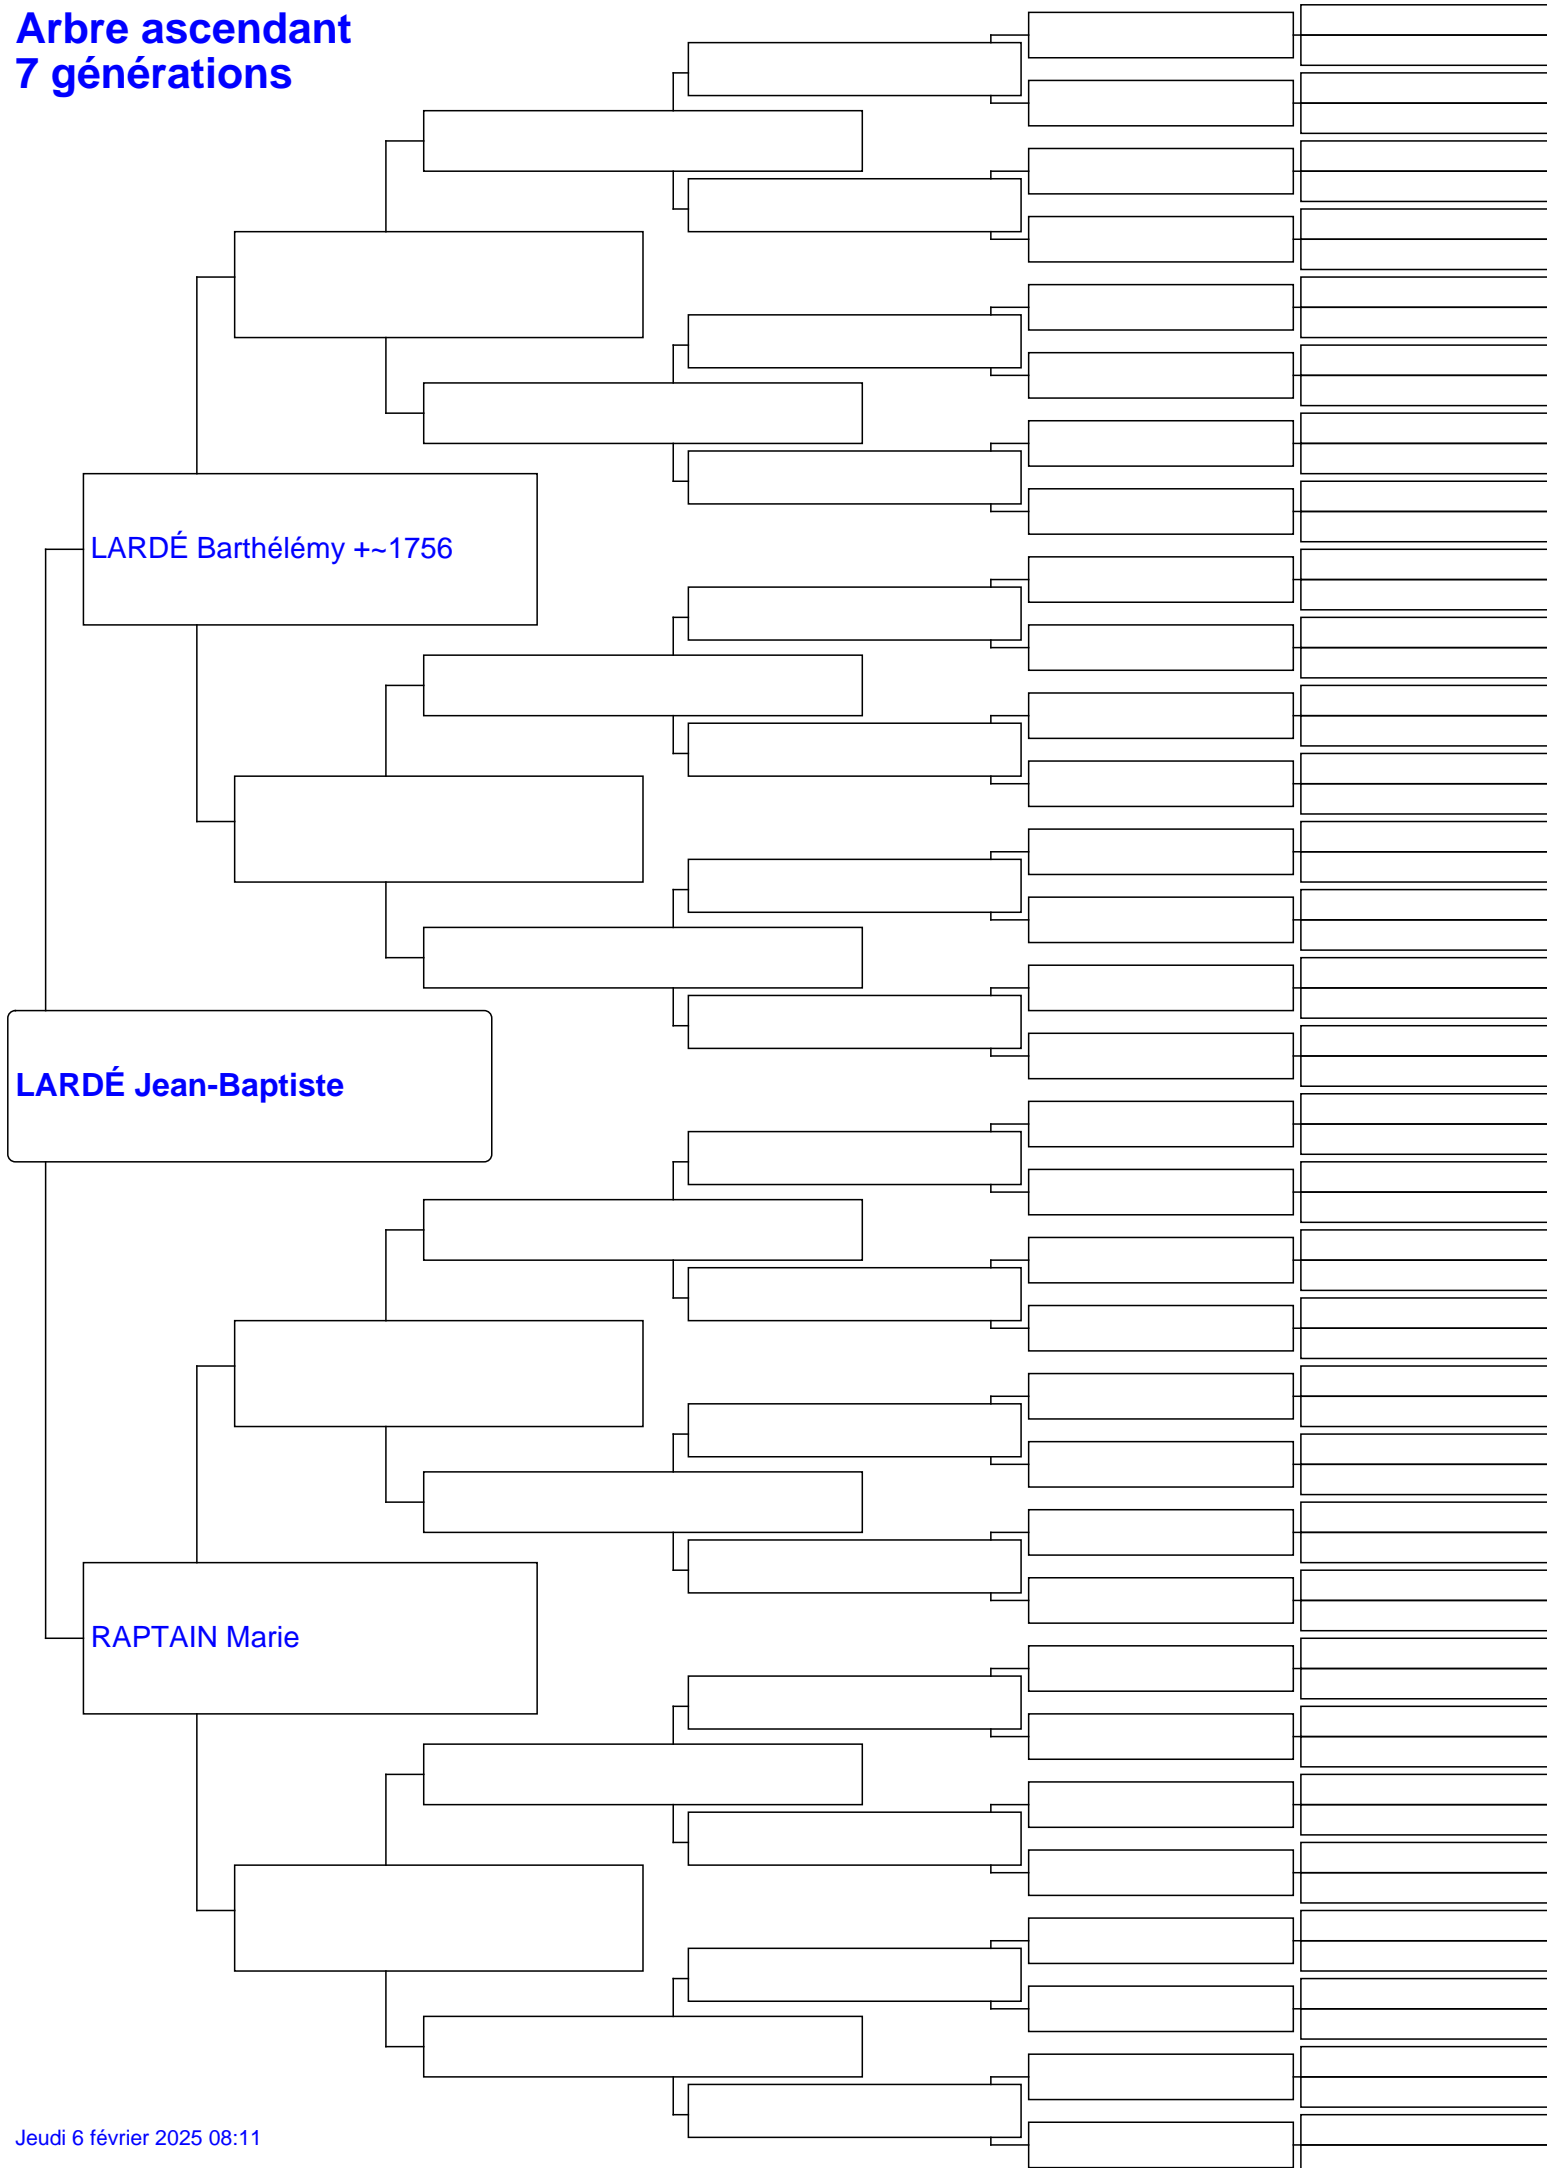 Arbre ascendant
7 générations
LARDÉ Barthélémy +~1756
LARDÉ Jean-Baptiste
RAPTAIN Marie
Jeudi 6 février 2025 08:11